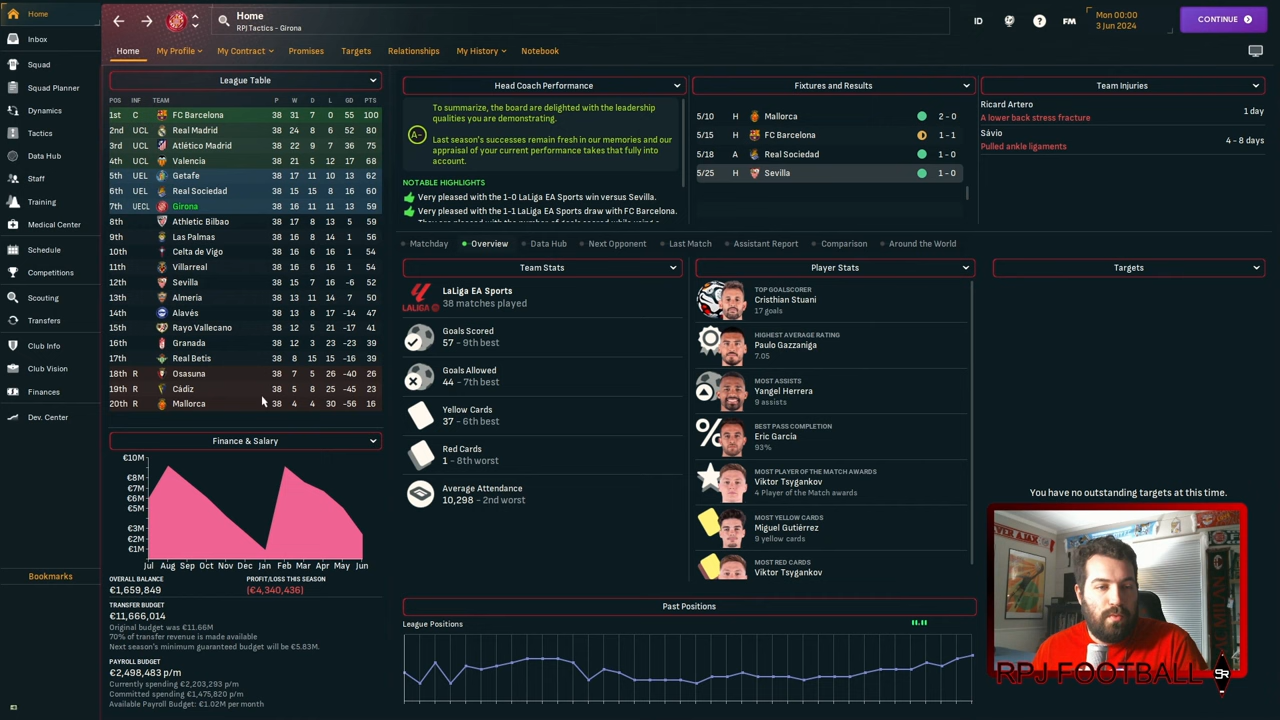 Home
Inbox
Squad
Squad Planner
Dynamics
Tactics
Data Hub
Staff
Training
Medical Center
Schedule
Competitions
Scouting
Transfers
Club Info
Club Vision
Finances
Dev. Center
Bookmarks
Home
RPJ Tactics - Girona
ID
?
FM
Mon 00:00
3 Jun 2024
CONTINUE
Home
My Profile
My Contract
Promises
Targets
Relationships
My History
Notebook
League Table
POS INF TEAM P W D L GD PTS
1st C FC Barcelona 38 31 7 0 55 100
2nd UCL Real Madrid 38 24 8 6 52 80
3rd UCL Atlético Madrid 38 22 9 7 36 75
4th UCL Valencia 38 21 5 12 17 68
5th UEL Getafe 38 17 11 10 13 62
6th UEL Real Sociedad 38 15 15 8 16 60
7th UECL Girona 38 16 11 11 13 59
8th Athletic Bilbao 38 17 8 13 5 59
9th Las Palmas 38 16 8 14 1 56
10th Celta de Vigo 38 16 6 16 1 54
11th Villarreal 38 16 6 16 1 54
12th Sevilla 38 15 7 16 -6 52
13th Almeria 38 13 11 14 7 50
14th Alavés 38 13 8 17 -14 47
15th Rayo Vallecano 38 12 5 21 -17 41
16th Granada 38 12 3 23 -23 39
17th Real Betis 38 8 15 15 -16 39
18th R Osasuna 38 7 5 26 -40 26
19th R Cádiz 38 5 8 25 -45 23
20th R Mallorca 38 4 4 30 -56 16
Finance & Salary
€10M
€8M
€7M
€6M
€5M
€3M
€2M
€1M
Jul Aug Sep Oct Nov Dec Jan Feb Mar Apr May Jun
OVERALL BALANCE
€1,659,849
PROFIT/LOSS THIS SEASON
(€4,340,436)
TRANSFER BUDGET
€11,666,014
Original budget was €11.66M
70% of transfer revenue is made available
Next season's minimum guaranteed budget will be €5.83M.
PAYROLL BUDGET
€2,498,483 p/m
Currently spending €2,203,293 p/m
Committed spending €1,475,820 p/m
Available Payroll Budget: €1.02M per month
Head Coach Performance
A-
To summarize, the board are delighted with the leadership
qualities you are demonstrating.
Last season's successes remain fresh in our memories and our
appraisal of your current performance takes that fully into
account.
NOTABLE HIGHLIGHTS
Very pleased with the 1-0 LaLiga EA Sports win versus Sevilla.
Very pleased with the 1-1 LaLiga EA Sports draw with FC Barcelona.
Fixtures and Results
5/10 H Mallorca 2 - 0
5/15 H FC Barcelona 1 - 1
5/18 A Real Sociedad 1 - 0
5/25 H Sevilla 1 - 0
Team Injuries
Ricard Artero
A lower back stress fracture
1 day
Sávio
Pulled ankle ligaments
4 - 8 days
Matchday
Overview
Data Hub
Next Opponent
Last Match
Assistant Report
Comparison
Around the World
Team Stats
LALIGA
LaLiga EA Sports
38 matches played
Goals Scored
57 - 9th best
Goals Allowed
44 - 7th best
Yellow Cards
37 - 6th best
Red Cards
1 - 8th worst
Average Attendance
10,298 - 2nd worst
Player Stats
TOP GOALSCORER
Cristhian Stuani
17 goals
HIGHEST AVERAGE RATING
Paulo Gazzaniga
7.05
MOST ASSISTS
Yangel Herrera
9 assists
BEST PASS COMPLETION
Eric García
93%
MOST PLAYER OF THE MATCH AWARDS
Viktor Tsygankov
4 Player of the Match awards
MOST YELLOW CARDS
Miguel Gutiérrez
9 yellow cards
MOST RED CARDS
Viktor Tsygankov
Targets
You have no outstanding targets at this time.
Past Positions
League Positions
RPJ FOOTBALL
SR